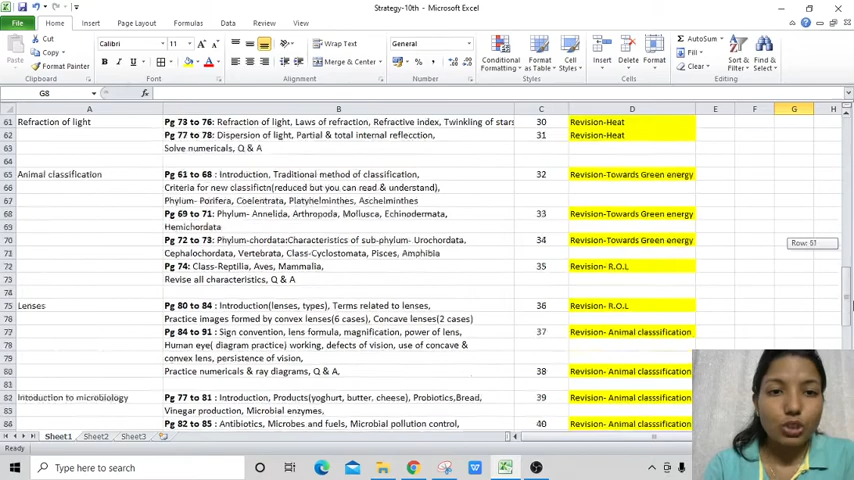 Strategy-10th - Microsoft Excel
File Home Insert Page Layout Formulas Data Review View
Cut
Copy
Format Painter
Paste
Clipboard
Calibri 11
B I U
Font
Wrap Text
Merge & Center
Alignment
General
Number
Conditional Formatting
Format as Table
Cell Styles
Styles
Insert Delete Format
Cells
AutoSum
Fill
Clear
Sort & Filter
Find & Select
Editing
G8 fx
A B C D E F G H
61 Refraction of light Pg 73 to 76: Refraction of light, Laws of refraction, Refractive index, Twinkling of stars 30 Revision-Heat
62 Pg 77 to 78: Dispersion of light, Partial & total internal reflecction, 31 Revision-Heat
63 Solve numericals, Q & A
64
65 Animal classification Pg 61 to 68 : Introduction, Traditional method of classification, 32 Revision-Towards Green energy
66 Criteria for new classifictn(reduced but you can read & understand),
67 Phylum- Porifera, Coelentrata, Platyhelminthes, Aschelminthes
68 Pg 69 to 71: Phylum- Annelida, Arthropoda, Mollusca, Echinodermata, 33 Revision-Towards Green energy
69 Hemichordata
70 Pg 72 to 73: Phylum-chordata:Characteristics of sub-phylum- Urochordata, 34 Revision-Towards Green energy
71 Cephalochordata, Vertebrata, Class-Cyclostomata, Pisces, Amphibia
72 Pg 74: Class-Reptilia, Aves, Mammalia, 35 Revision- R.O.L
73 Revise all characteristics, Q & A
74
75 Lenses Pg 80 to 84 : Introduction(lenses, types), Terms related to lenses, 36 Revision- R.O.L
76 Practice images formed by convex lenses(6 cases), Concave lenses(2 cases)
77 Pg 84 to 91 : Sign convention, lens formula, magnification, power of lens, 37 Revision- Animal classsification
78 Human eye( diagram practice) working, defects of vision, use of concave &
79 convex lens, persistence of vision,
80 Practice numericals & ray diagrams, Q & A, 38 Revision- Animal classsification
81
82 Intoduction to microbiology Pg 77 to 81 : Introduction, Products(yoghurt, butter, cheese), Probiotics,Bread, 39 Revision- Animal classsification
83 Vinegar production, Microbial enzymes,
84 Pg 82 to 85 : Antibiotics, Microbes and fuels, Microbial pollution control, 40 Revision- Animal classsification
Row: 61
Sheet1 Sheet2 Sheet3
Ready
Type here to search